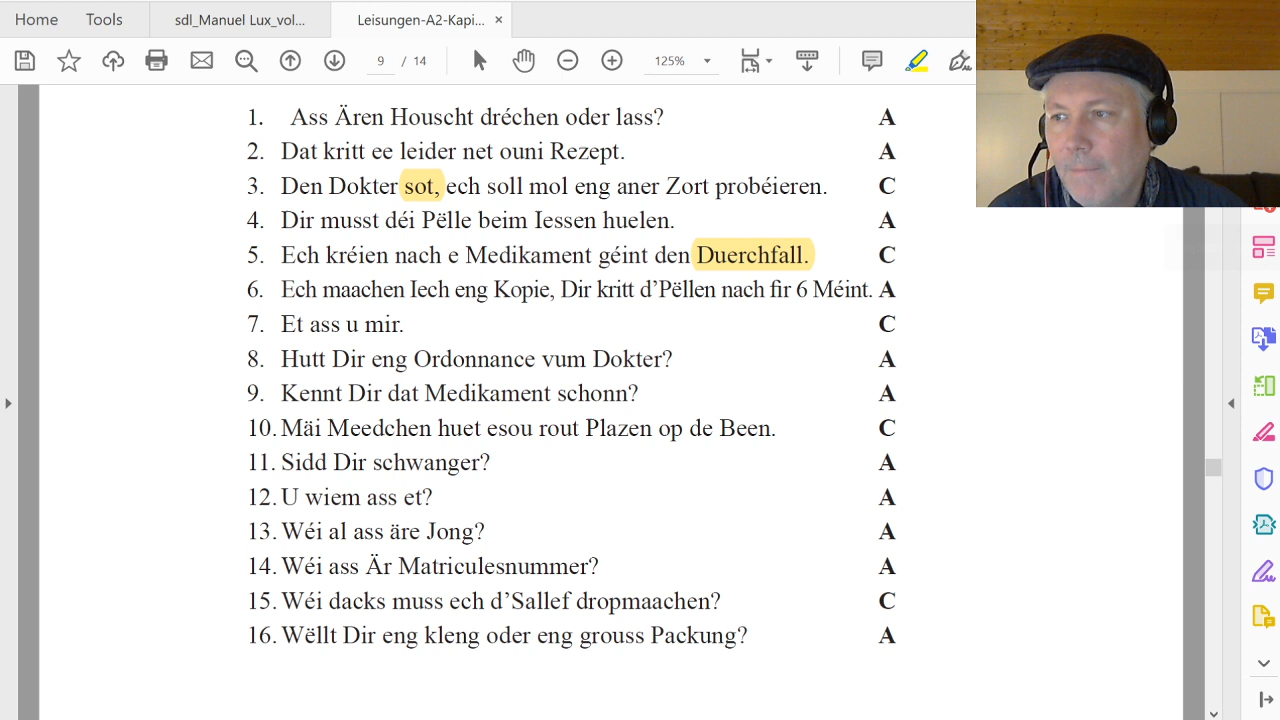 Home Tools sdl_Manuel Lux_vol... Leisungen-A2-Kapi... ×
9 / 14 125%
1. Ass Ären Houscht dréchen oder lass? A
2. Dat kritt ee leider net ouni Rezept. A
3. Den Dokter sot, ech soll mol eng aner Zort probéieren. C
4. Dir musst déi Pëlle beim Iessen huelen. A
5. Ech kréien nach e Medikament géint den Duerchfall. C
6. Ech maachen Iech eng Kopie, Dir kritt d’Pëllen nach fir 6 Méint. A
7. Et ass u mir. C
8. Hutt Dir eng Ordonnance vum Dokter? A
9. Kennt Dir dat Medikament schonn? A
10. Mäi Meedchen huet esou rout Plazen op de Been. C
11. Sidd Dir schwanger? A
12. U wiem ass et? A
13. Wéi al ass äre Jong? A
14. Wéi ass Är Matriculesnummer? A
15. Wéi dacks muss ech d’Sallef dropmaachen? C
16. Wëllt Dir eng kleng oder eng grouss Packung? A